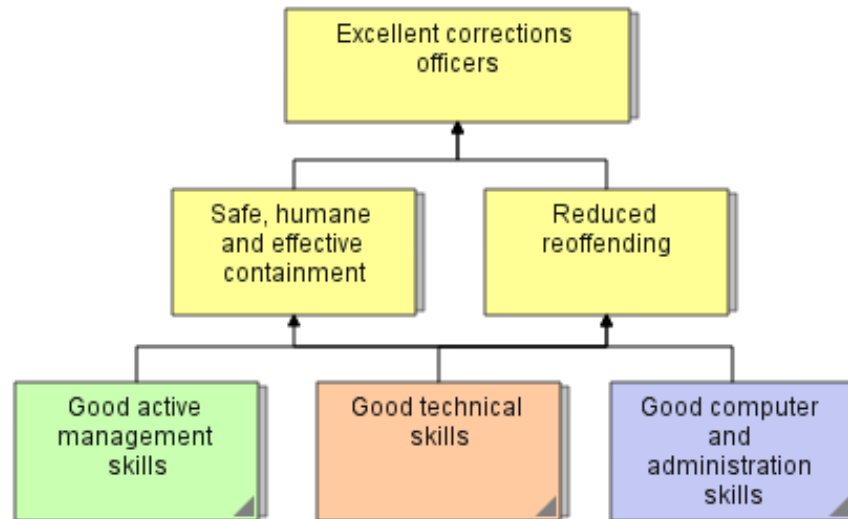 Excellent corrections
officers
Safe, humane
and effective
containment
Reduced
reoffending
Good active
management
skills
Good technical
skills
Good computer
and
administration
skills